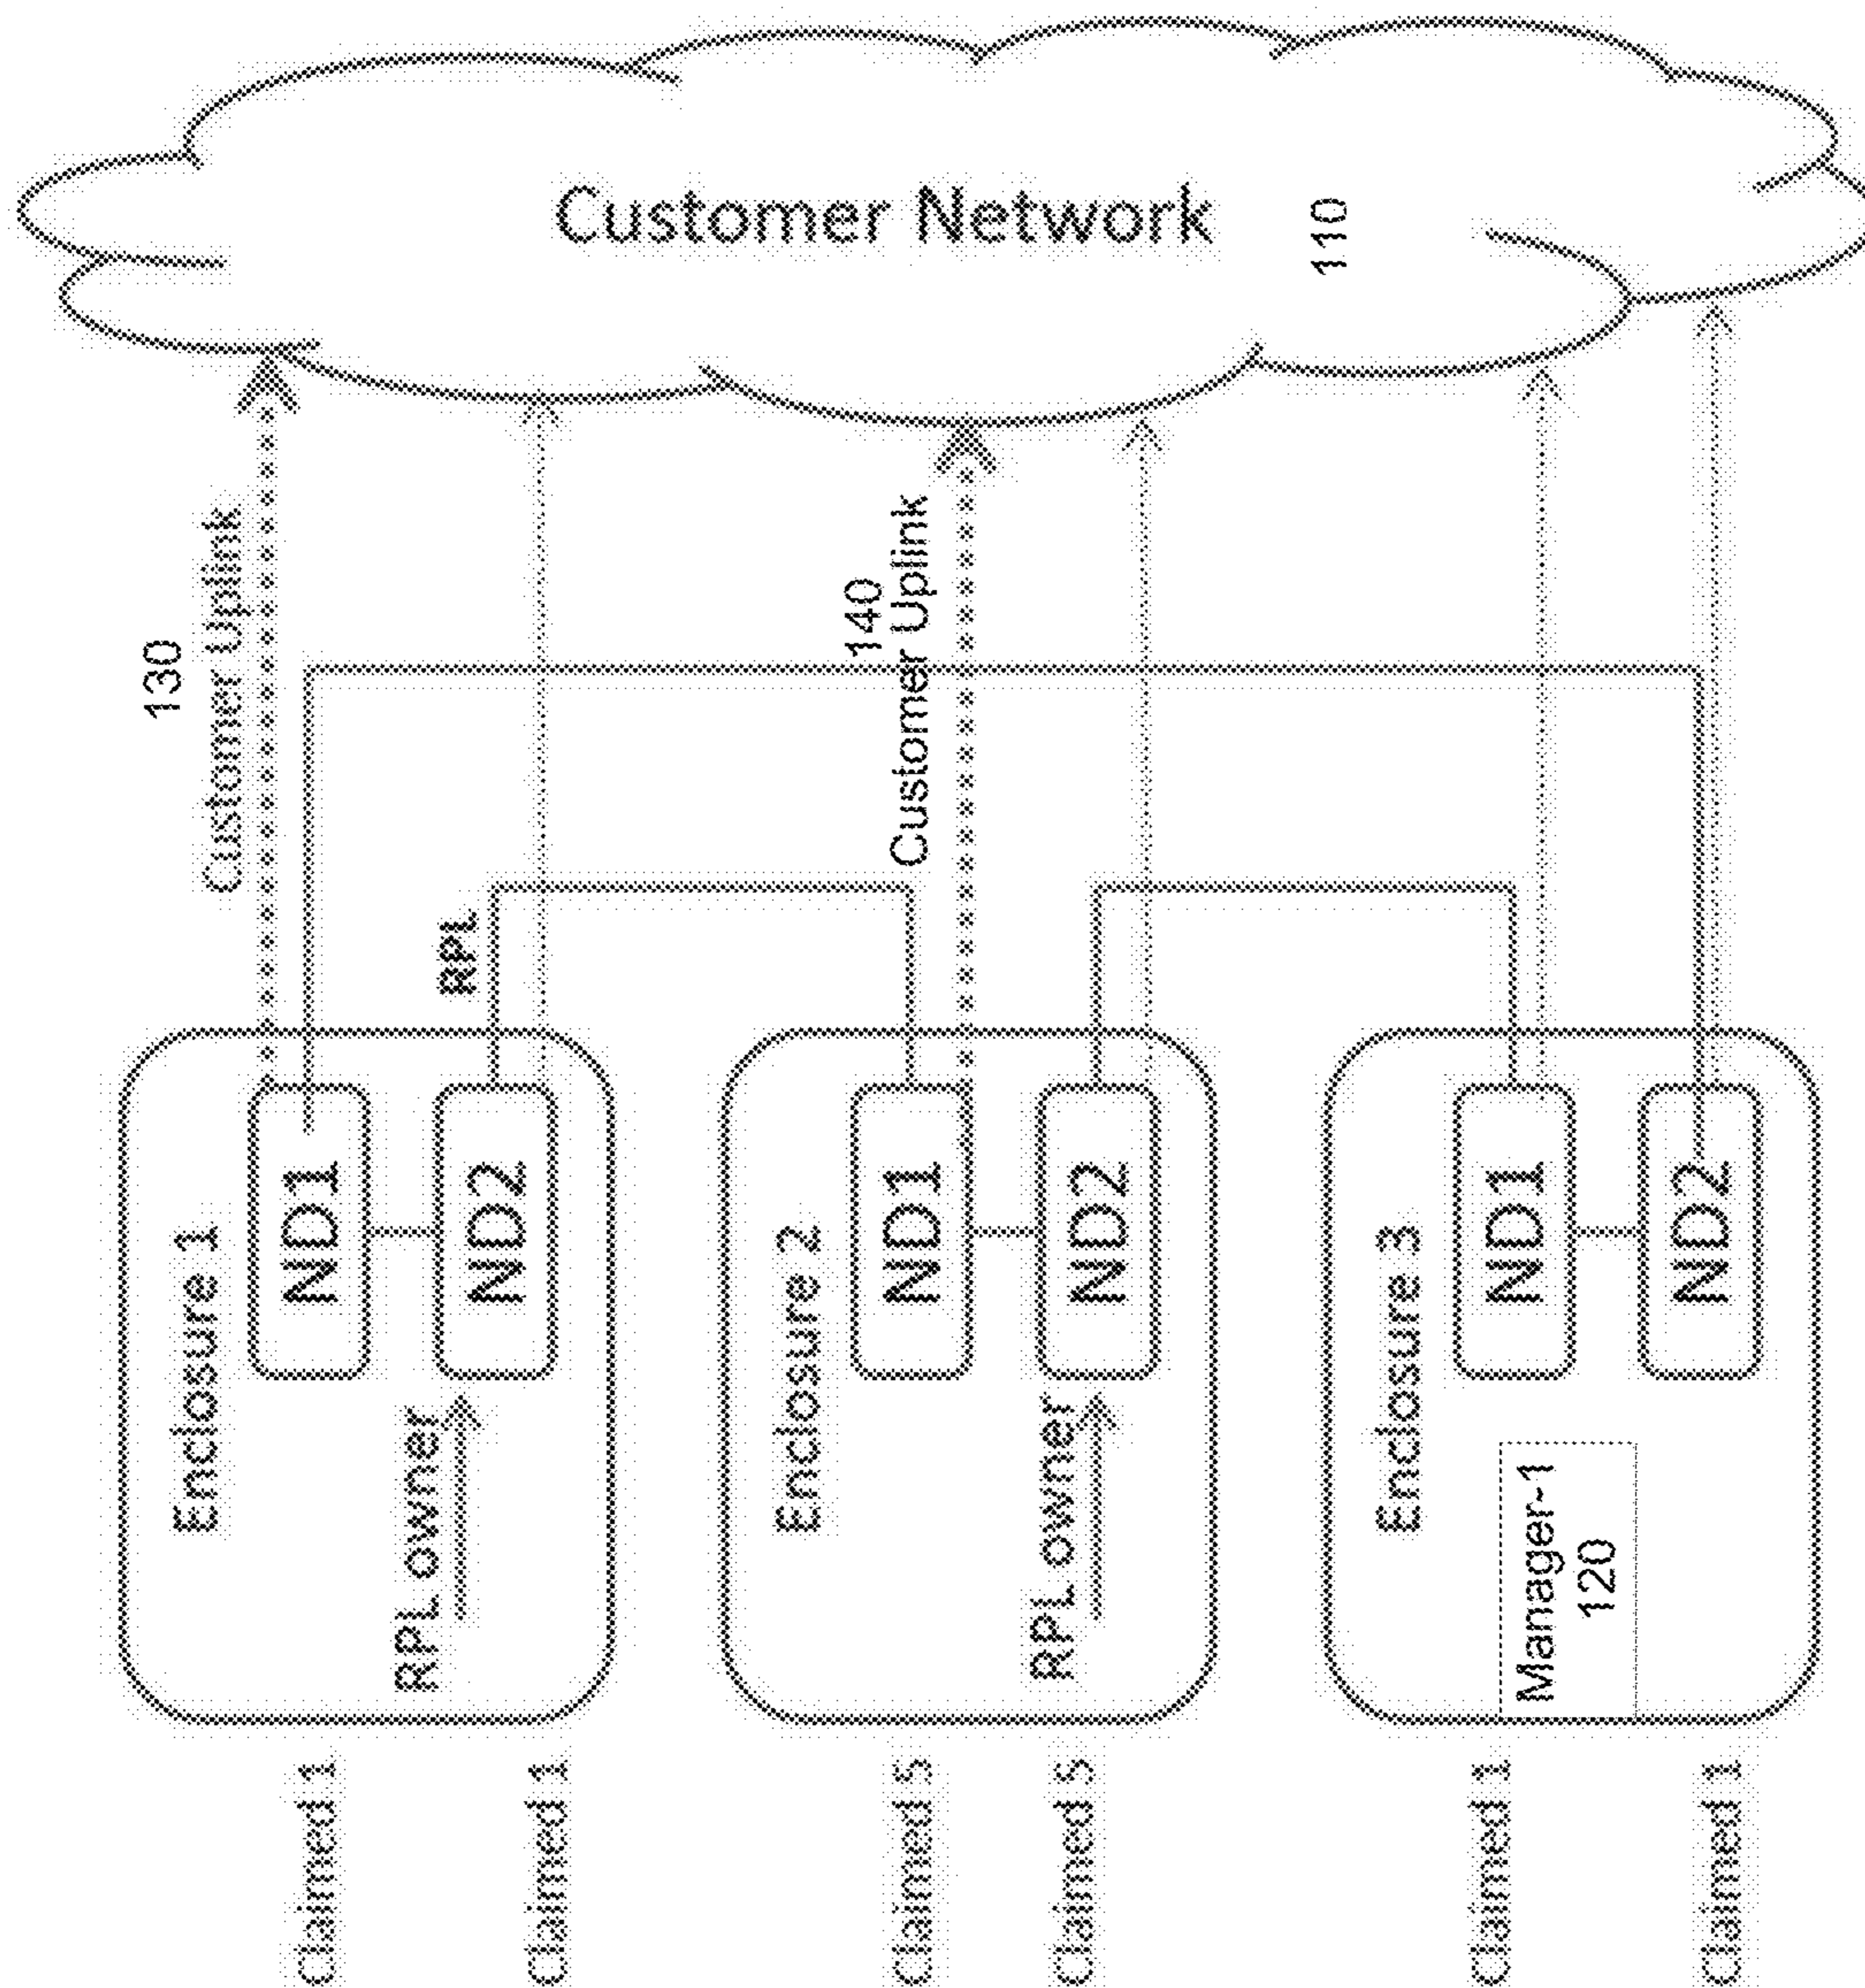 Customer Network
110
130
Customer Uplink
140
Customer Uplink
RPL
Enclosure 1
ND1
ND2
RPL owner
Claimed 1
Claimed 1
Enclosure 2
ND1
ND2
RPL owner
Claimed 5
Claimed 5
Enclosure 3
ND1
ND2
Manager-1
120
Claimed 1
Claimed 1